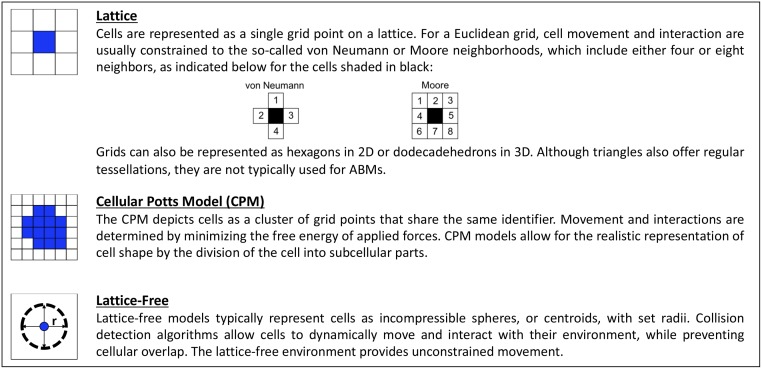 Lattice
Cells are represented as a single grid point on a lattice. For a Euclidean grid, cell movement and interaction are
usually constrained to the so-called von Neumann or Moore neighborhoods, which include either four or eight
neighbors, as indicated below for the cells shaded in black:
von Neumann Moore
1 1 2 3
2 3 4 5
4 6 7 8
Grids can also be represented as hexagons in 2D or dodecadehedrons in 3D. Although triangles also offer regular
tessellations, they are not typically used for ABMs.
Cellular Potts Model (CPM)
The CPM depicts cells as a cluster of grid points that share the same identifier. Movement and interactions are
determined by minimizing the free energy of applied forces. CPM models allow for the realistic representation of
cell shape by the division of the cell into subcellular parts.
Lattice-Free
Lattice-free models typically represent cells as incompressible spheres, or centroids, with set radii. Collision
detection algorithms allow cells to dynamically move and interact with their environment, while preventing
cellular overlap. The lattice-free environment provides unconstrained movement.
r